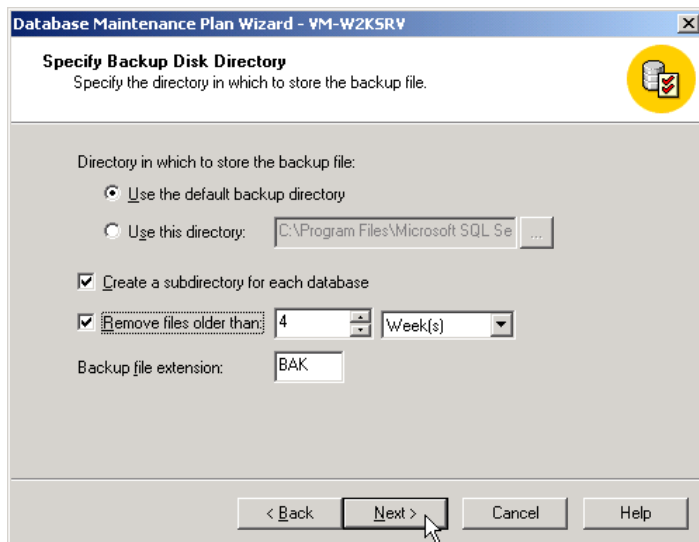 Database Maintenance Plan Wizard - VM-W2KSRV
Specify Backup Disk Directory
Specify the directory in which to store the backup file.
Directory in which to store the backup file:
Use the default backup directory
Use this directory: C:\Program Files\Microsoft SQL Se ...
Create a subdirectory for each database
Remove files older than: 4 Week(s)
Backup file extension: BAK
< Back Next > Cancel Help